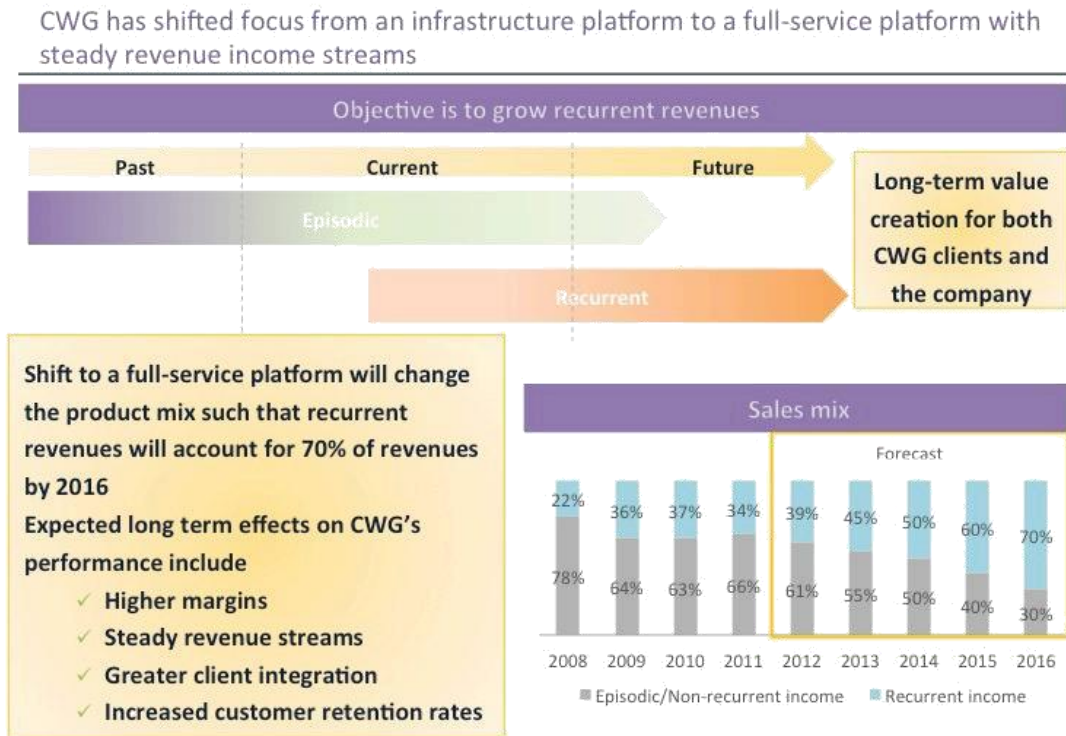 CWG has shifted focus from an infrastructure platform to a full-service platform with
steady revenue income streams
Objective is to grow recurrent revenues
Past
Current
Future
Episodic
Recurrent
Long-term value
creation for both
CWG clients and
the company
Shift to a full-service platform will change
the product mix such that recurrent
revenues will account for 70% of revenues
by 2016
Expected long term effects on CWG's
performance include
✓ Higher margins
✓ Steady revenue streams
✓ Greater client integration
✓ Increased customer retention rates
Sales mix
Forecast
22% 36% 37% 34% 39% 45% 50% 60% 70%
78% 64% 63% 66% 61% 55% 50% 40% 30%
2008 2009 2010 2011 2012 2013 2014 2015 2016
Episodic/Non-recurrent income Recurrent income